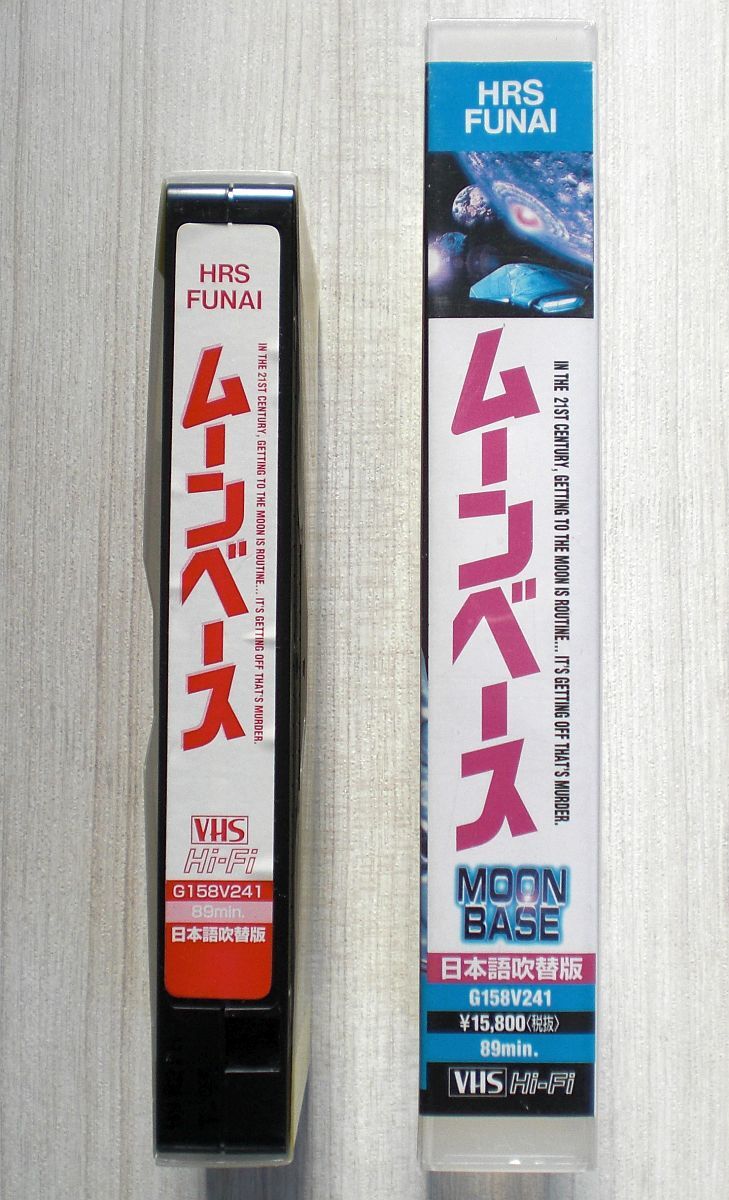 HRS
FUNAI
ムーンベース
IN THE 21ST CENTURY, GETTING TO THE MOON IS ROUTINE... IT'S GETTING OFF THAT'S MURDER.
VHS
Hi-Fi
G158V241
89min.
日本語吹替版
HRS
FUNAI
ムーンベース
IN THE 21ST CENTURY, GETTING TO THE MOON IS ROUTINE... IT'S GETTING OFF THAT'S MURDER.
MOON
BASE
日本語吹替版
G158V241
¥15,800〈税抜〉
89min.
VHS Hi-Fi